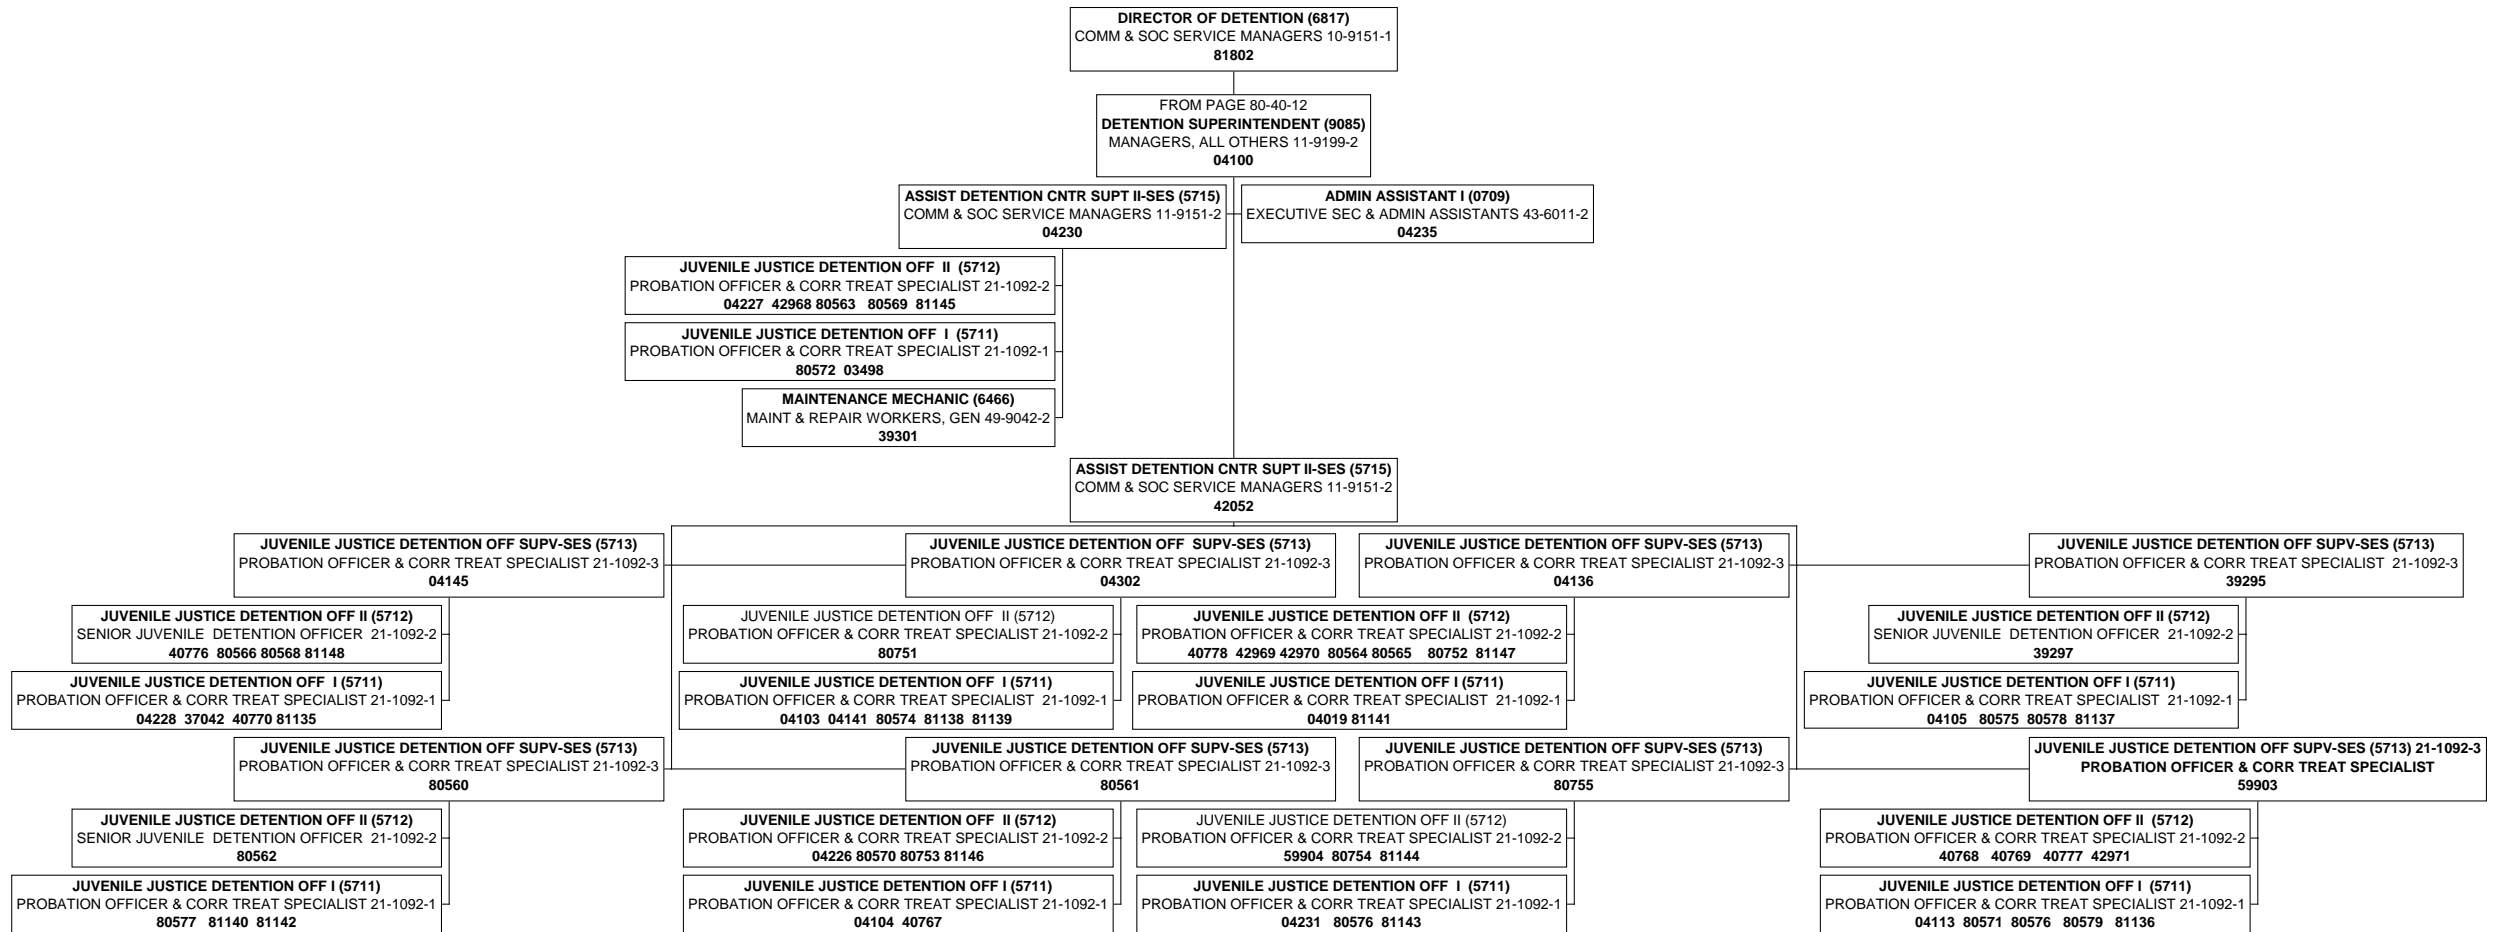 DIRECTOR OF DETENTION (6817)
COMM & SOC SERVICE MANAGERS 10-9151-1
81802
FROM PAGE 80-40-12
DETENTION SUPERINTENDENT (9085)
MANAGERS, ALL OTHERS 11-9199-2
04100
ASSIST DETENTION CNTR SUPT II-SES (5715)
COMM & SOC SERVICE MANAGERS 11-9151-2
04230
ADMIN ASSISTANT I (0709)
EXECUTIVE SEC & ADMIN ASSISTANTS 43-6011-2
04235
JUVENILE JUSTICE DETENTION OFF II (5712)
PROBATION OFFICER & CORR TREAT SPECIALIST 21-1092-2
04227 42968 80563 80569 81145
JUVENILE JUSTICE DETENTION OFF I (5711)
PROBATION OFFICER & CORR TREAT SPECIALIST 21-1092-1
80572 03498
MAINTENANCE MECHANIC (6466)
MAINT & REPAIR WORKERS, GEN 49-9042-2
39301
ASSIST DETENTION CNTR SUPT II-SES (5715)
COMM & SOC SERVICE MANAGERS 11-9151-2
42052
JUVENILE JUSTICE DETENTION OFF SUPV-SES (5713)
PROBATION OFFICER & CORR TREAT SPECIALIST 21-1092-3
04145
JUVENILE JUSTICE DETENTION OFF II (5712)
SENIOR JUVENILE DETENTION OFFICER 21-1092-2
40776 80566 80568 81148
JUVENILE JUSTICE DETENTION OFF I (5711)
PROBATION OFFICER & CORR TREAT SPECIALIST 21-1092-1
04228 37042 40770 81135
JUVENILE JUSTICE DETENTION OFF SUPV-SES (5713)
PROBATION OFFICER & CORR TREAT SPECIALIST 21-1092-3
04302
JUVENILE JUSTICE DETENTION OFF II (5712)
PROBATION OFFICER & CORR TREAT SPECIALIST 21-1092-2
80751
JUVENILE JUSTICE DETENTION OFF I (5711)
PROBATION OFFICER & CORR TREAT SPECIALIST 21-1092-1
04103 04141 80574 81138 81139
JUVENILE JUSTICE DETENTION OFF SUPV-SES (5713)
PROBATION OFFICER & CORR TREAT SPECIALIST 21-1092-3
04136
JUVENILE JUSTICE DETENTION OFF II (5712)
PROBATION OFFICER & CORR TREAT SPECIALIST 21-1092-2
40778 42969 42970 80564 80565 80752 81147
JUVENILE JUSTICE DETENTION OFF I (5711)
PROBATION OFFICER & CORR TREAT SPECIALIST 21-1092-1
04019 81141
JUVENILE JUSTICE DETENTION OFF SUPV-SES (5713)
PROBATION OFFICER & CORR TREAT SPECIALIST 21-1092-3
39295
JUVENILE JUSTICE DETENTION OFF II (5712)
SENIOR JUVENILE DETENTION OFFICER 21-1092-2
39297
JUVENILE JUSTICE DETENTION OFF I (5711)
PROBATION OFFICER & CORR TREAT SPECIALIST 21-1092-1
04105 80575 80578 81137
JUVENILE JUSTICE DETENTION OFF SUPV-SES (5713)
PROBATION OFFICER & CORR TREAT SPECIALIST 21-1092-3
80560
JUVENILE JUSTICE DETENTION OFF II (5712)
SENIOR JUVENILE DETENTION OFFICER 21-1092-2
80562
JUVENILE JUSTICE DETENTION OFF I (5711)
PROBATION OFFICER & CORR TREAT SPECIALIST 21-1092-1
80577 81140 81142
JUVENILE JUSTICE DETENTION OFF SUPV-SES (5713)
PROBATION OFFICER & CORR TREAT SPECIALIST 21-1092-3
80561
JUVENILE JUSTICE DETENTION OFF II (5712)
PROBATION OFFICER & CORR TREAT SPECIALIST 21-1092-2
04226 80570 80753 81146
JUVENILE JUSTICE DETENTION OFF I (5711)
PROBATION OFFICER & CORR TREAT SPECIALIST 21-1092-1
04104 40767
JUVENILE JUSTICE DETENTION OFF SUPV-SES (5713)
PROBATION OFFICER & CORR TREAT SPECIALIST 21-1092-3
80755
JUVENILE JUSTICE DETENTION OFF II (5712)
PROBATION OFFICER & CORR TREAT SPECIALIST 21-1092-2
59904 80754 81144
JUVENILE JUSTICE DETENTION OFF I (5711)
PROBATION OFFICER & CORR TREAT SPECIALIST 21-1092-1
04231 80576 81143
JUVENILE JUSTICE DETENTION OFF SUPV-SES (5713) 21-1092-3
PROBATION OFFICER & CORR TREAT SPECIALIST
59903
JUVENILE JUSTICE DETENTION OFF II (5712)
PROBATION OFFICER & CORR TREAT SPECIALIST 21-1092-2
40768 40769 40777 42971
JUVENILE JUSTICE DETENTION OFF I (5711)
PROBATION OFFICER & CORR TREAT SPECIALIST 21-1092-1
04113 80571 80576 80579 81136